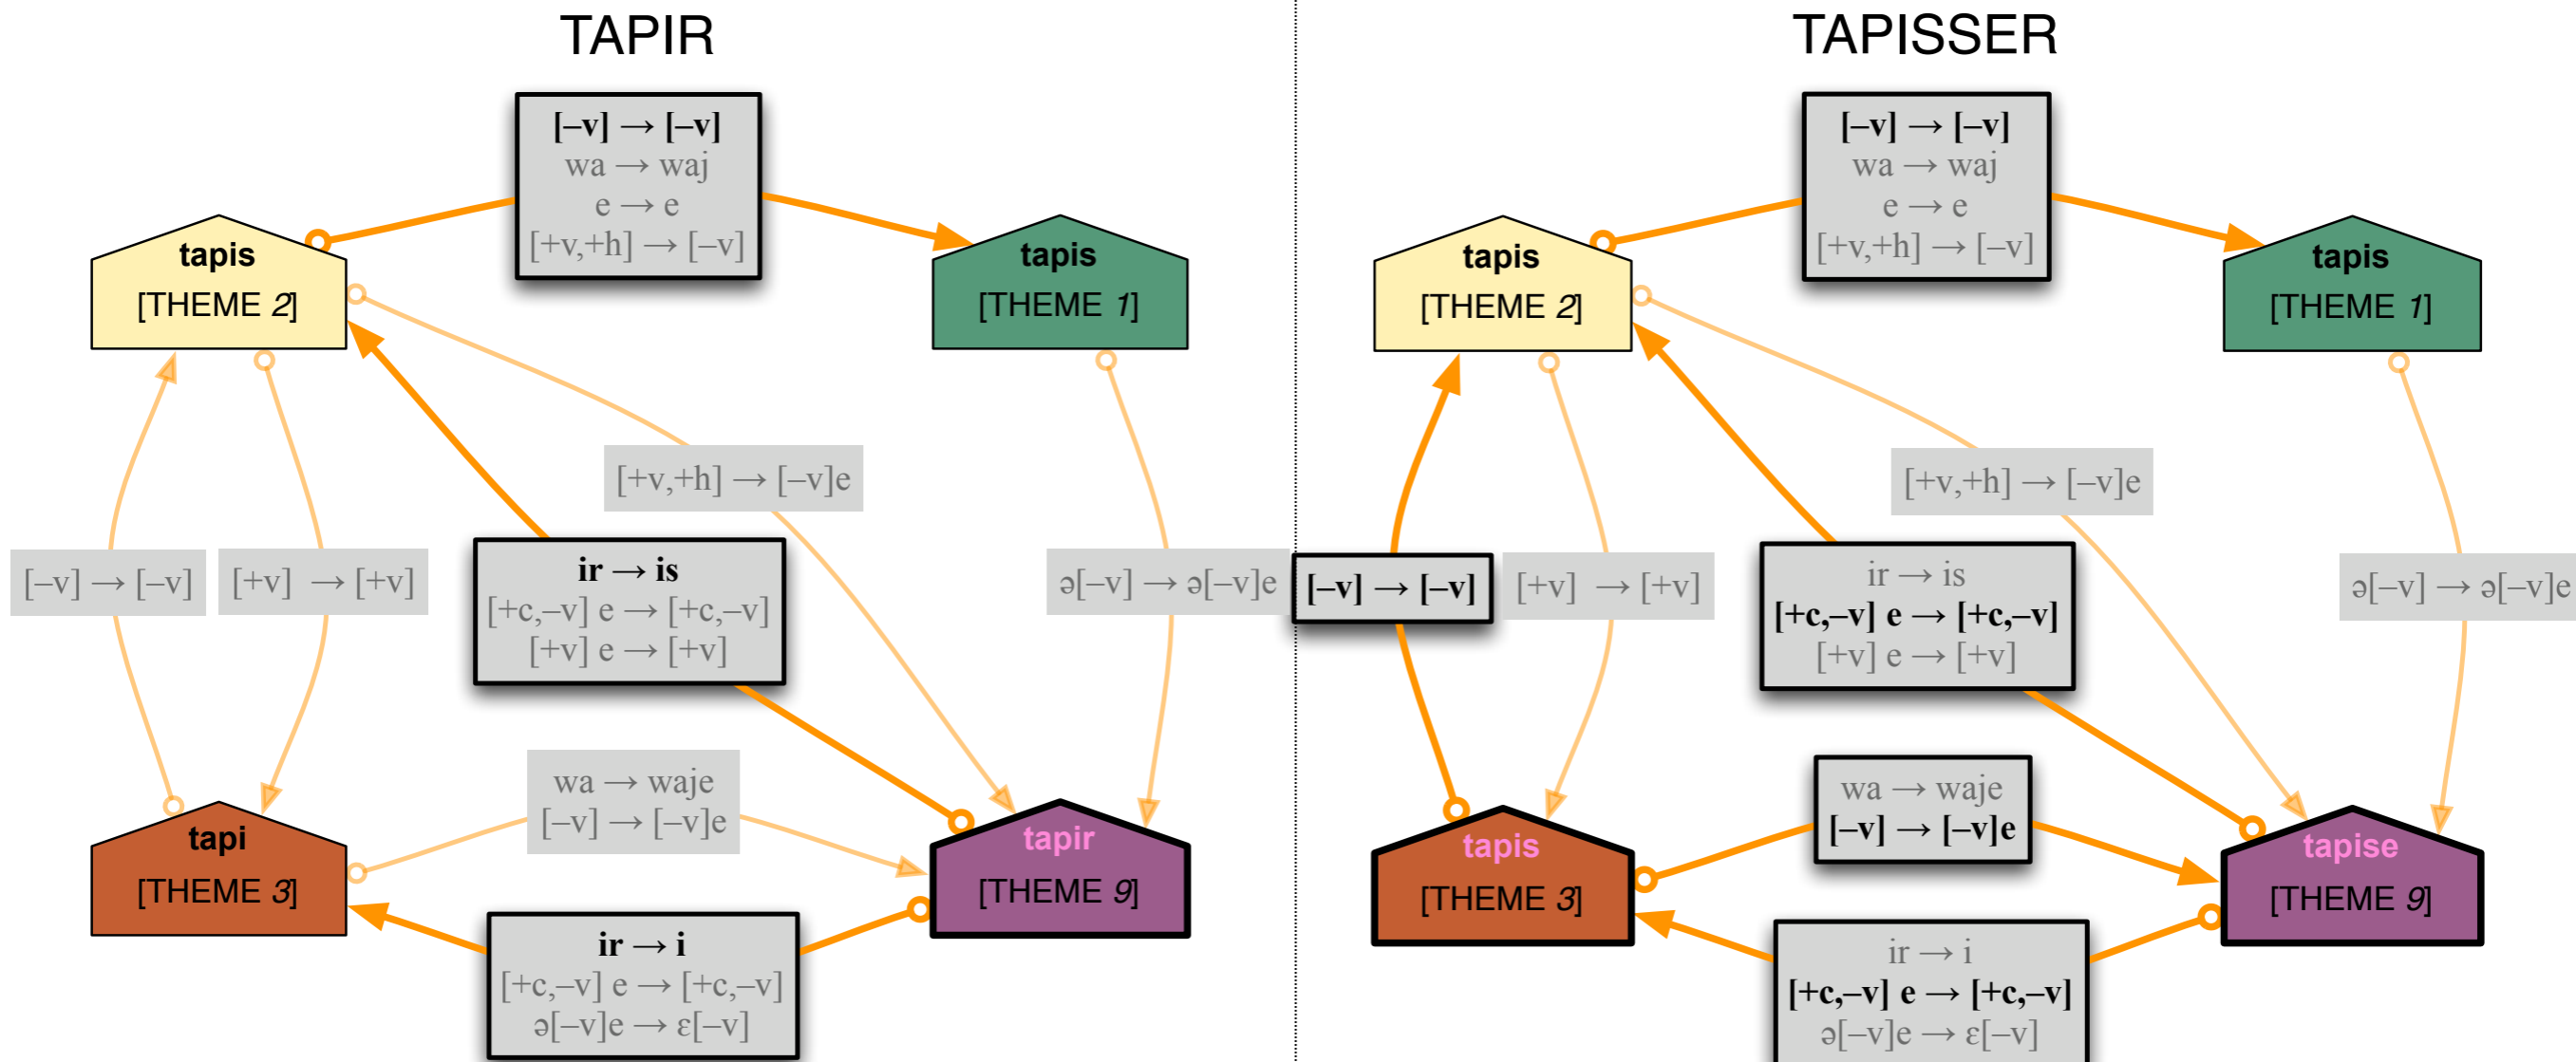 TAPIR
[–v] → [–v]
wa → waj
e → e
[+v,+h] → [–v]
tapis
[THEME 2]
tapis
[THEME 1]
[+v,+h] → [–v]e
[–v] → [–v]
[+v] → [+v]
ir → is
[+c,–v] e → [+c,–v]
[+v] e → [+v]
ə[–v] → ə[–v]e
wa → waje
[–v] → [–v]e
tapi
[THEME 3]
tapir
[THEME 9]
ir → i
[+c,–v] e → [+c,–v]
ə[–v]e → ɛ[–v]
TAPISSER
[–v] → [–v]
wa → waj
e → e
[+v,+h] → [–v]
tapis
[THEME 2]
tapis
[THEME 1]
[+v,+h] → [–v]e
[–v] → [–v]
[+v] → [+v]
ir → is
[+c,–v] e → [+c,–v]
[+v] e → [+v]
ə[–v] → ə[–v]e
wa → waje
[–v] → [–v]e
tapis
[THEME 3]
tapise
[THEME 9]
ir → i
[+c,–v] e → [+c,–v]
ə[–v]e → ɛ[–v]